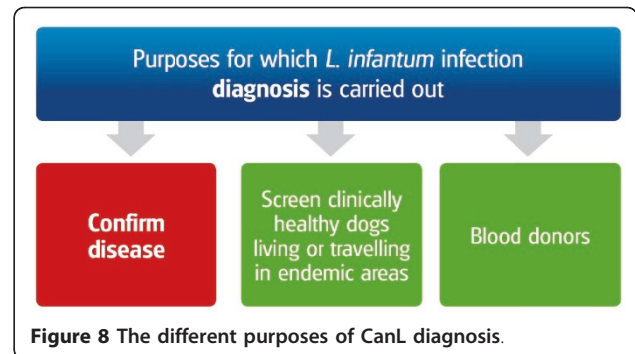 Purposes for which L. infantum infection
diagnosis is carried out
Confirm
disease
Screen clinically
healthy dogs
living or travelling
in endemic areas
Blood donors
Figure 8 The different purposes of CanL diagnosis.